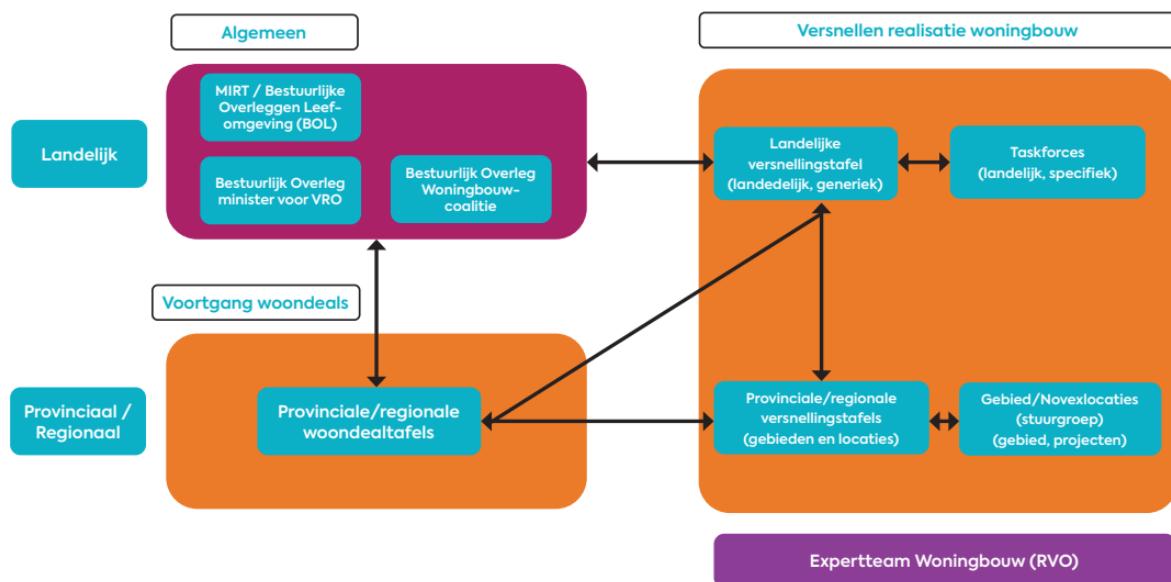 Algemeen
Versnellen realisatie woningbouw
Landelijk
MIRT / Bestuurlijke
Overleggen Leef-
omgeving (BOL)
Bestuurlijk Overleg
minister voor VRO
Bestuurlijk Overleg
Woningbouw-
coalitie
Landelijke
versnellingstafel
(landedelijk, generiek)
Taskforces
(landelijk, specifiek)
Voortgang woondeals
Provinciaal /
Regionaal
Provinciale/regionale
woondealtafels
Provinciale/regionale
versnellingstafels
(gebieden en locaties)
Gebied/Novexlocaties
(stuurgroep)
(gebied, projecten)
Expertteam Woningbouw (RVO)